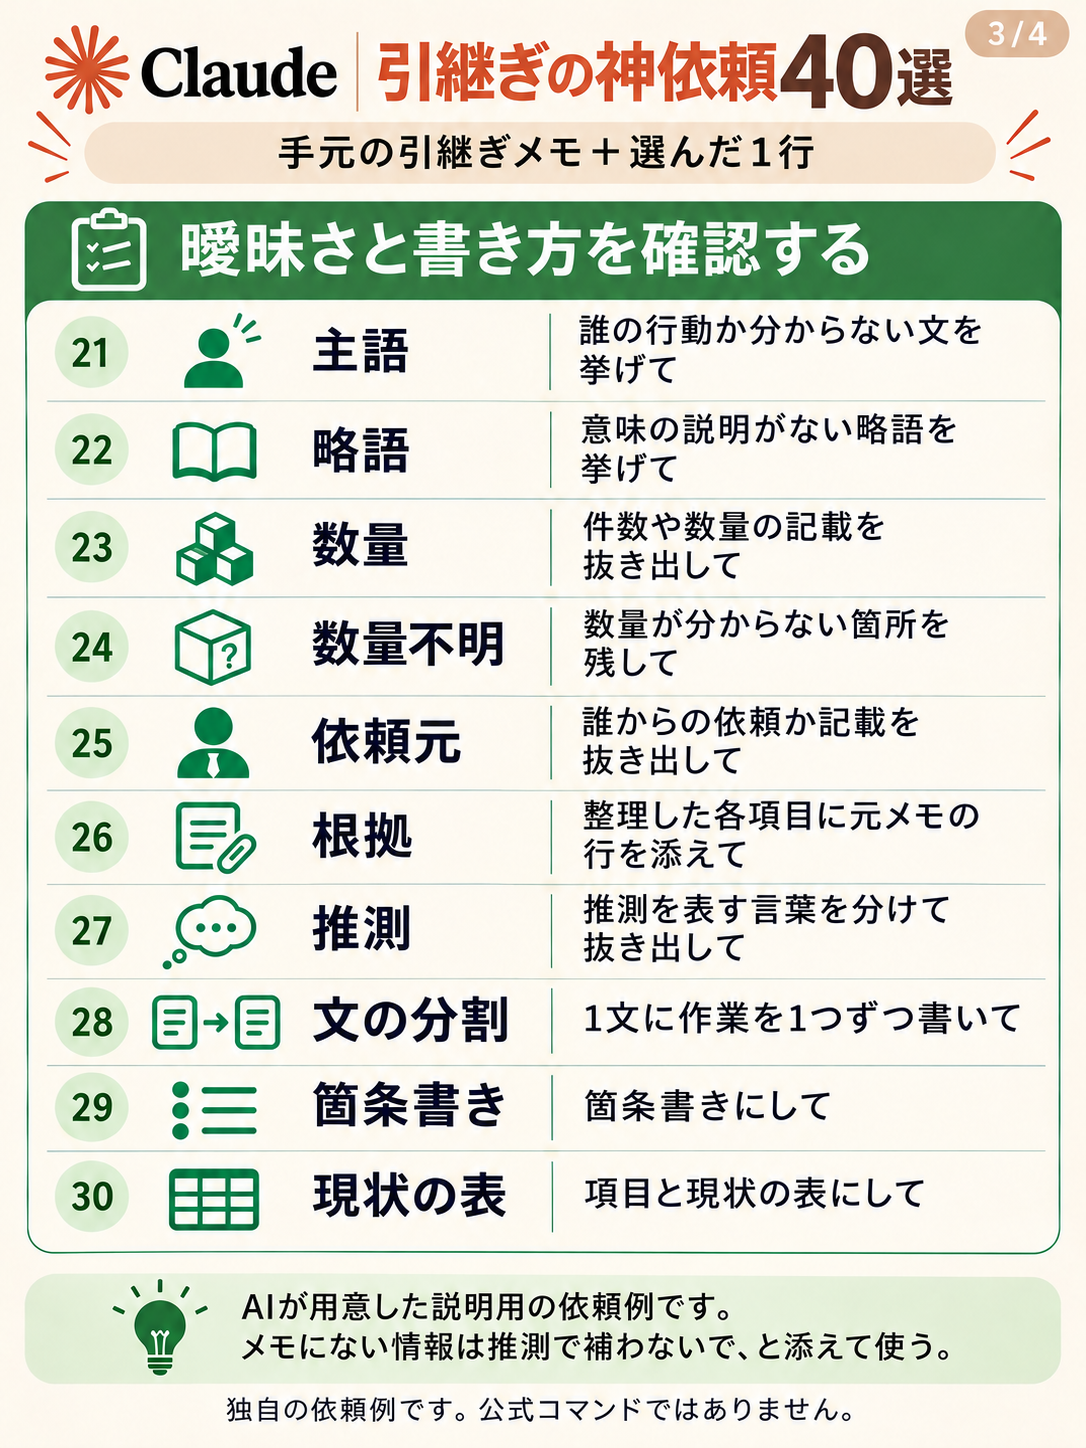 3/4
Claude 引継ぎの神依頼40選
手元の引継ぎメモ＋選んだ1行
曖昧さと書き方を確認する
21 主語 誰の行動か分からない文を
挙げて
22 略語 意味の説明がない略語を
挙げて
23 数量 件数や数量の記載を
抜き出して
24 数量不明 数量が分からない箇所を
残して
?
25 依頼元 誰からの依頼か記載を
抜き出して
26 根拠 整理した各項目に元メモの
行を添えて
27 推測 推測を表す言葉を分けて
抜き出して
28 文の分割 1文に作業を1つずつ書いて
29 箇条書き 箇条書きにして
30 現状の表 項目と現状の表にして
AIが用意した説明用の依頼例です。
メモにない情報は推測で補わないで、と添えて使う。
独自の依頼例です。公式コマンドではありません。